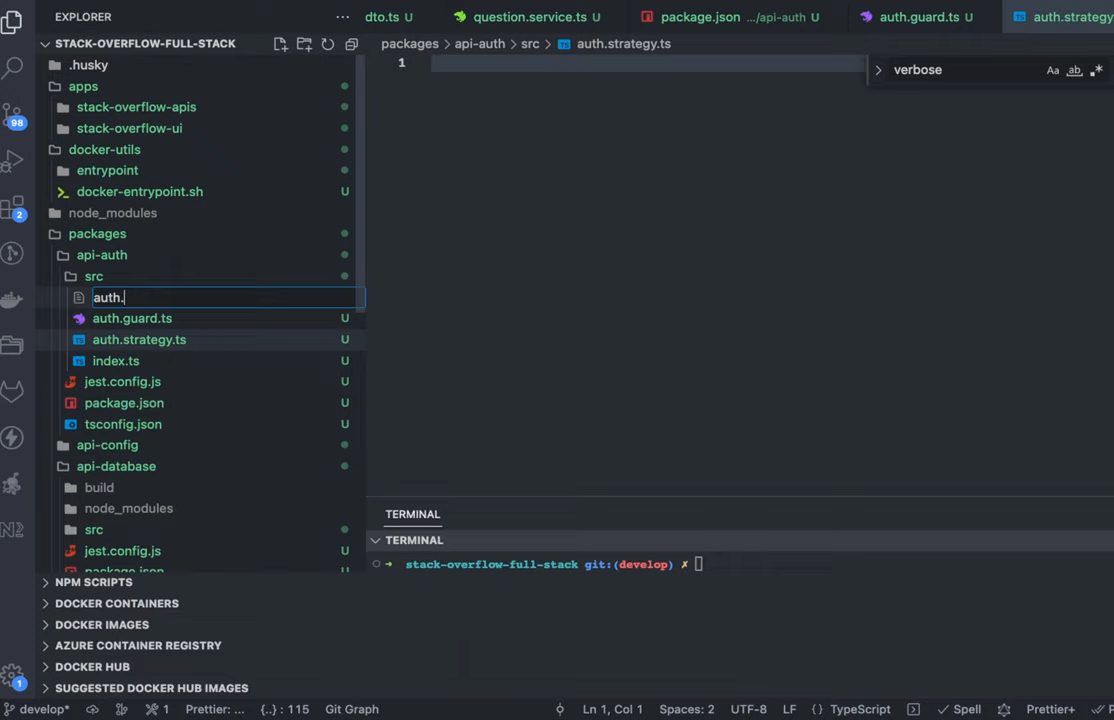 EXPLORER
dto.ts U
question.service.ts U
package.json .../api-auth U
auth.guard.ts U
auth.strategy
STACK-OVERFLOW-FULL-STACK
packages > api-auth > src > auth.strategy.ts
1
verbose
Aa ab .*
.husky
apps
stack-overflow-apis
stack-overflow-ui
docker-utils
entrypoint
docker-entrypoint.sh U
node_modules
packages
api-auth
src
auth.
auth.guard.ts U
auth.strategy.ts U
index.ts U
jest.config.js U
package.json U
tsconfig.json U
api-config
api-database
build
node_modules
src
jest.config.js U
package.json U
98
2
1
TERMINAL
TERMINAL
stack-overflow-full-stack git:(develop) ✗
NPM SCRIPTS
DOCKER CONTAINERS
DOCKER IMAGES
AZURE CONTAINER REGISTRY
DOCKER HUB
SUGGESTED DOCKER HUB IMAGES
develop* 1 Prettier: ... {..} : 115 Git Graph Ln 1, Col 1 Spaces: 2 UTF-8 LF {} TypeScript Spell Prettier+